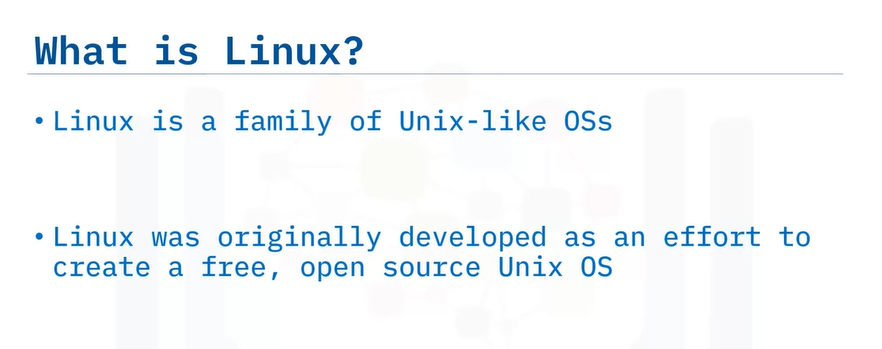 What is Linux?
• Linux is a family of Unix-like OSs
• Linux was originally developed as an effort to
create a free, open source Unix OS